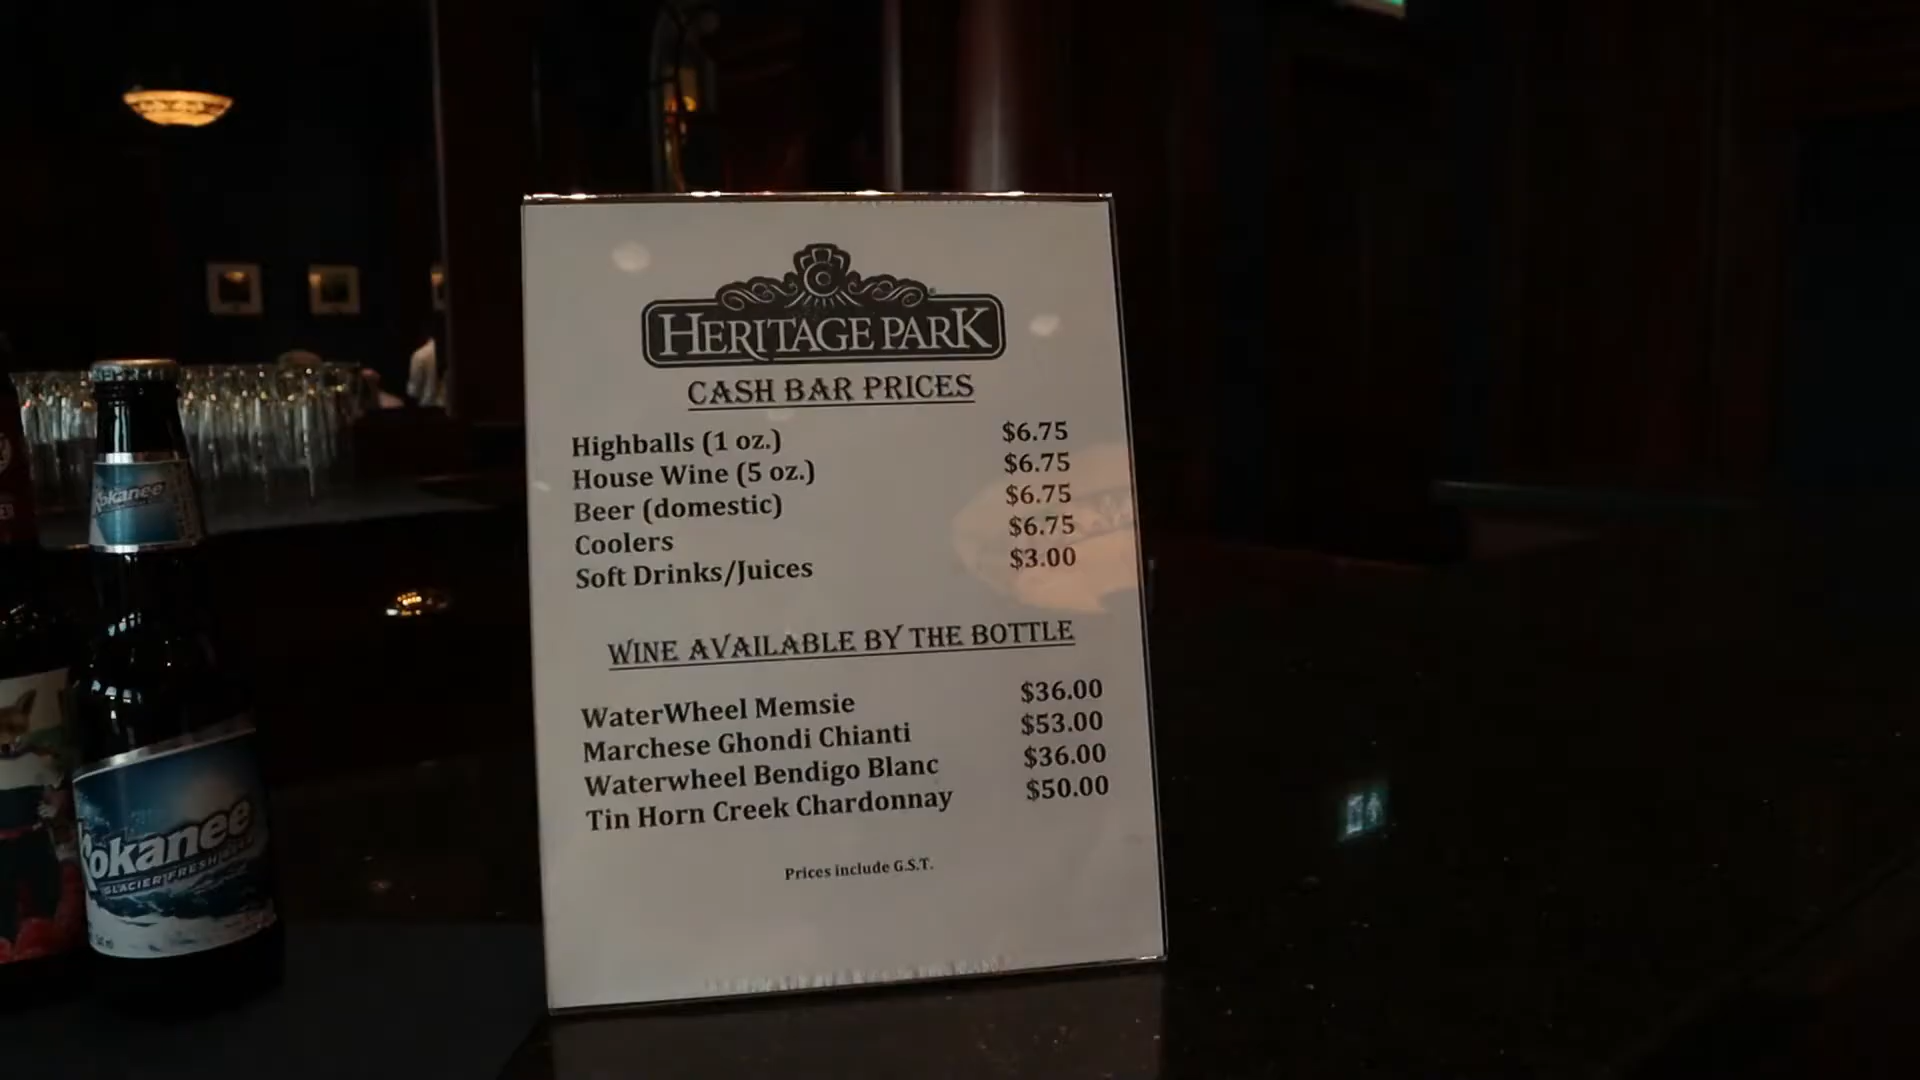 HERITAGE PARK
CASH BAR PRICES
Highballs (1 oz.) $6.75
House Wine (5 oz.) $6.75
Beer (domestic) $6.75
Coolers $6.75
Soft Drinks/Juices $3.00
WINE AVAILABLE BY THE BOTTLE
WaterWheel Memsie $36.00
Marchese Ghondi Chianti $53.00
Waterwheel Bendigo Blanc $36.00
Tin Horn Creek Chardonnay $50.00
Prices include G.S.T.
Kokanee
Kokanee
GLACIER FRESH BEER